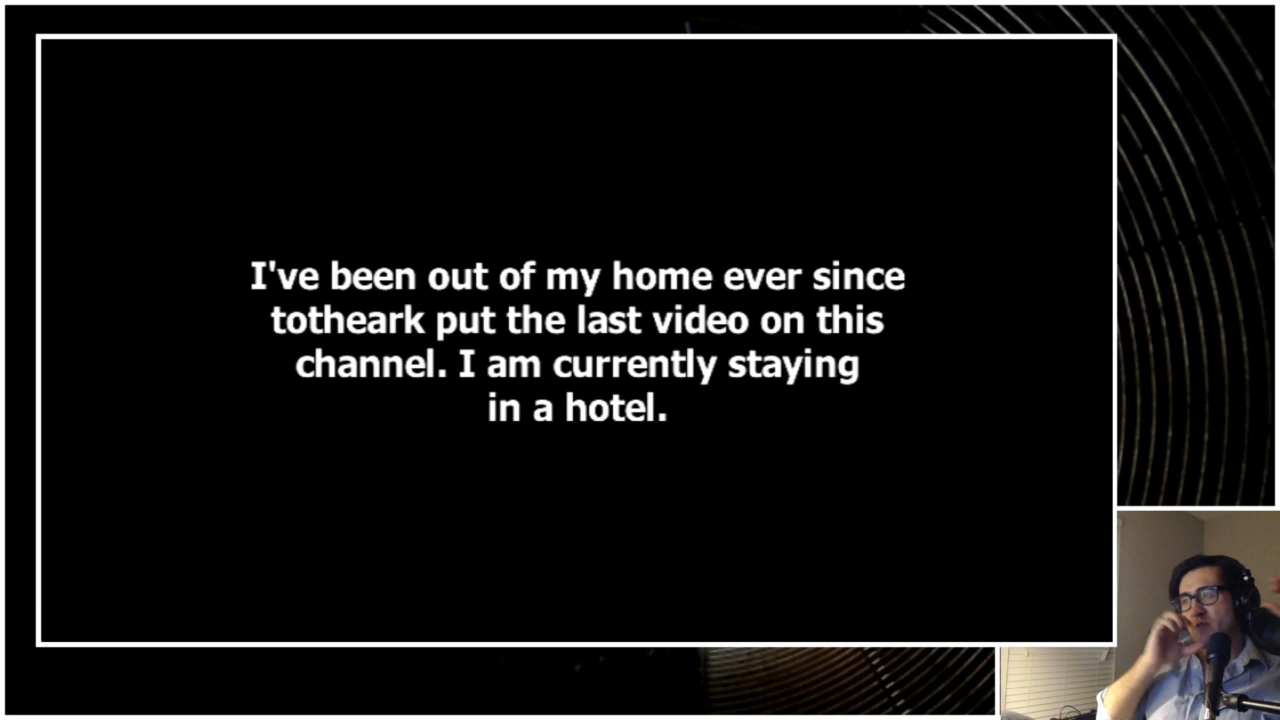 I've been out of my home ever since
totheark put the last video on this
channel. I am currently staying
in a hotel.